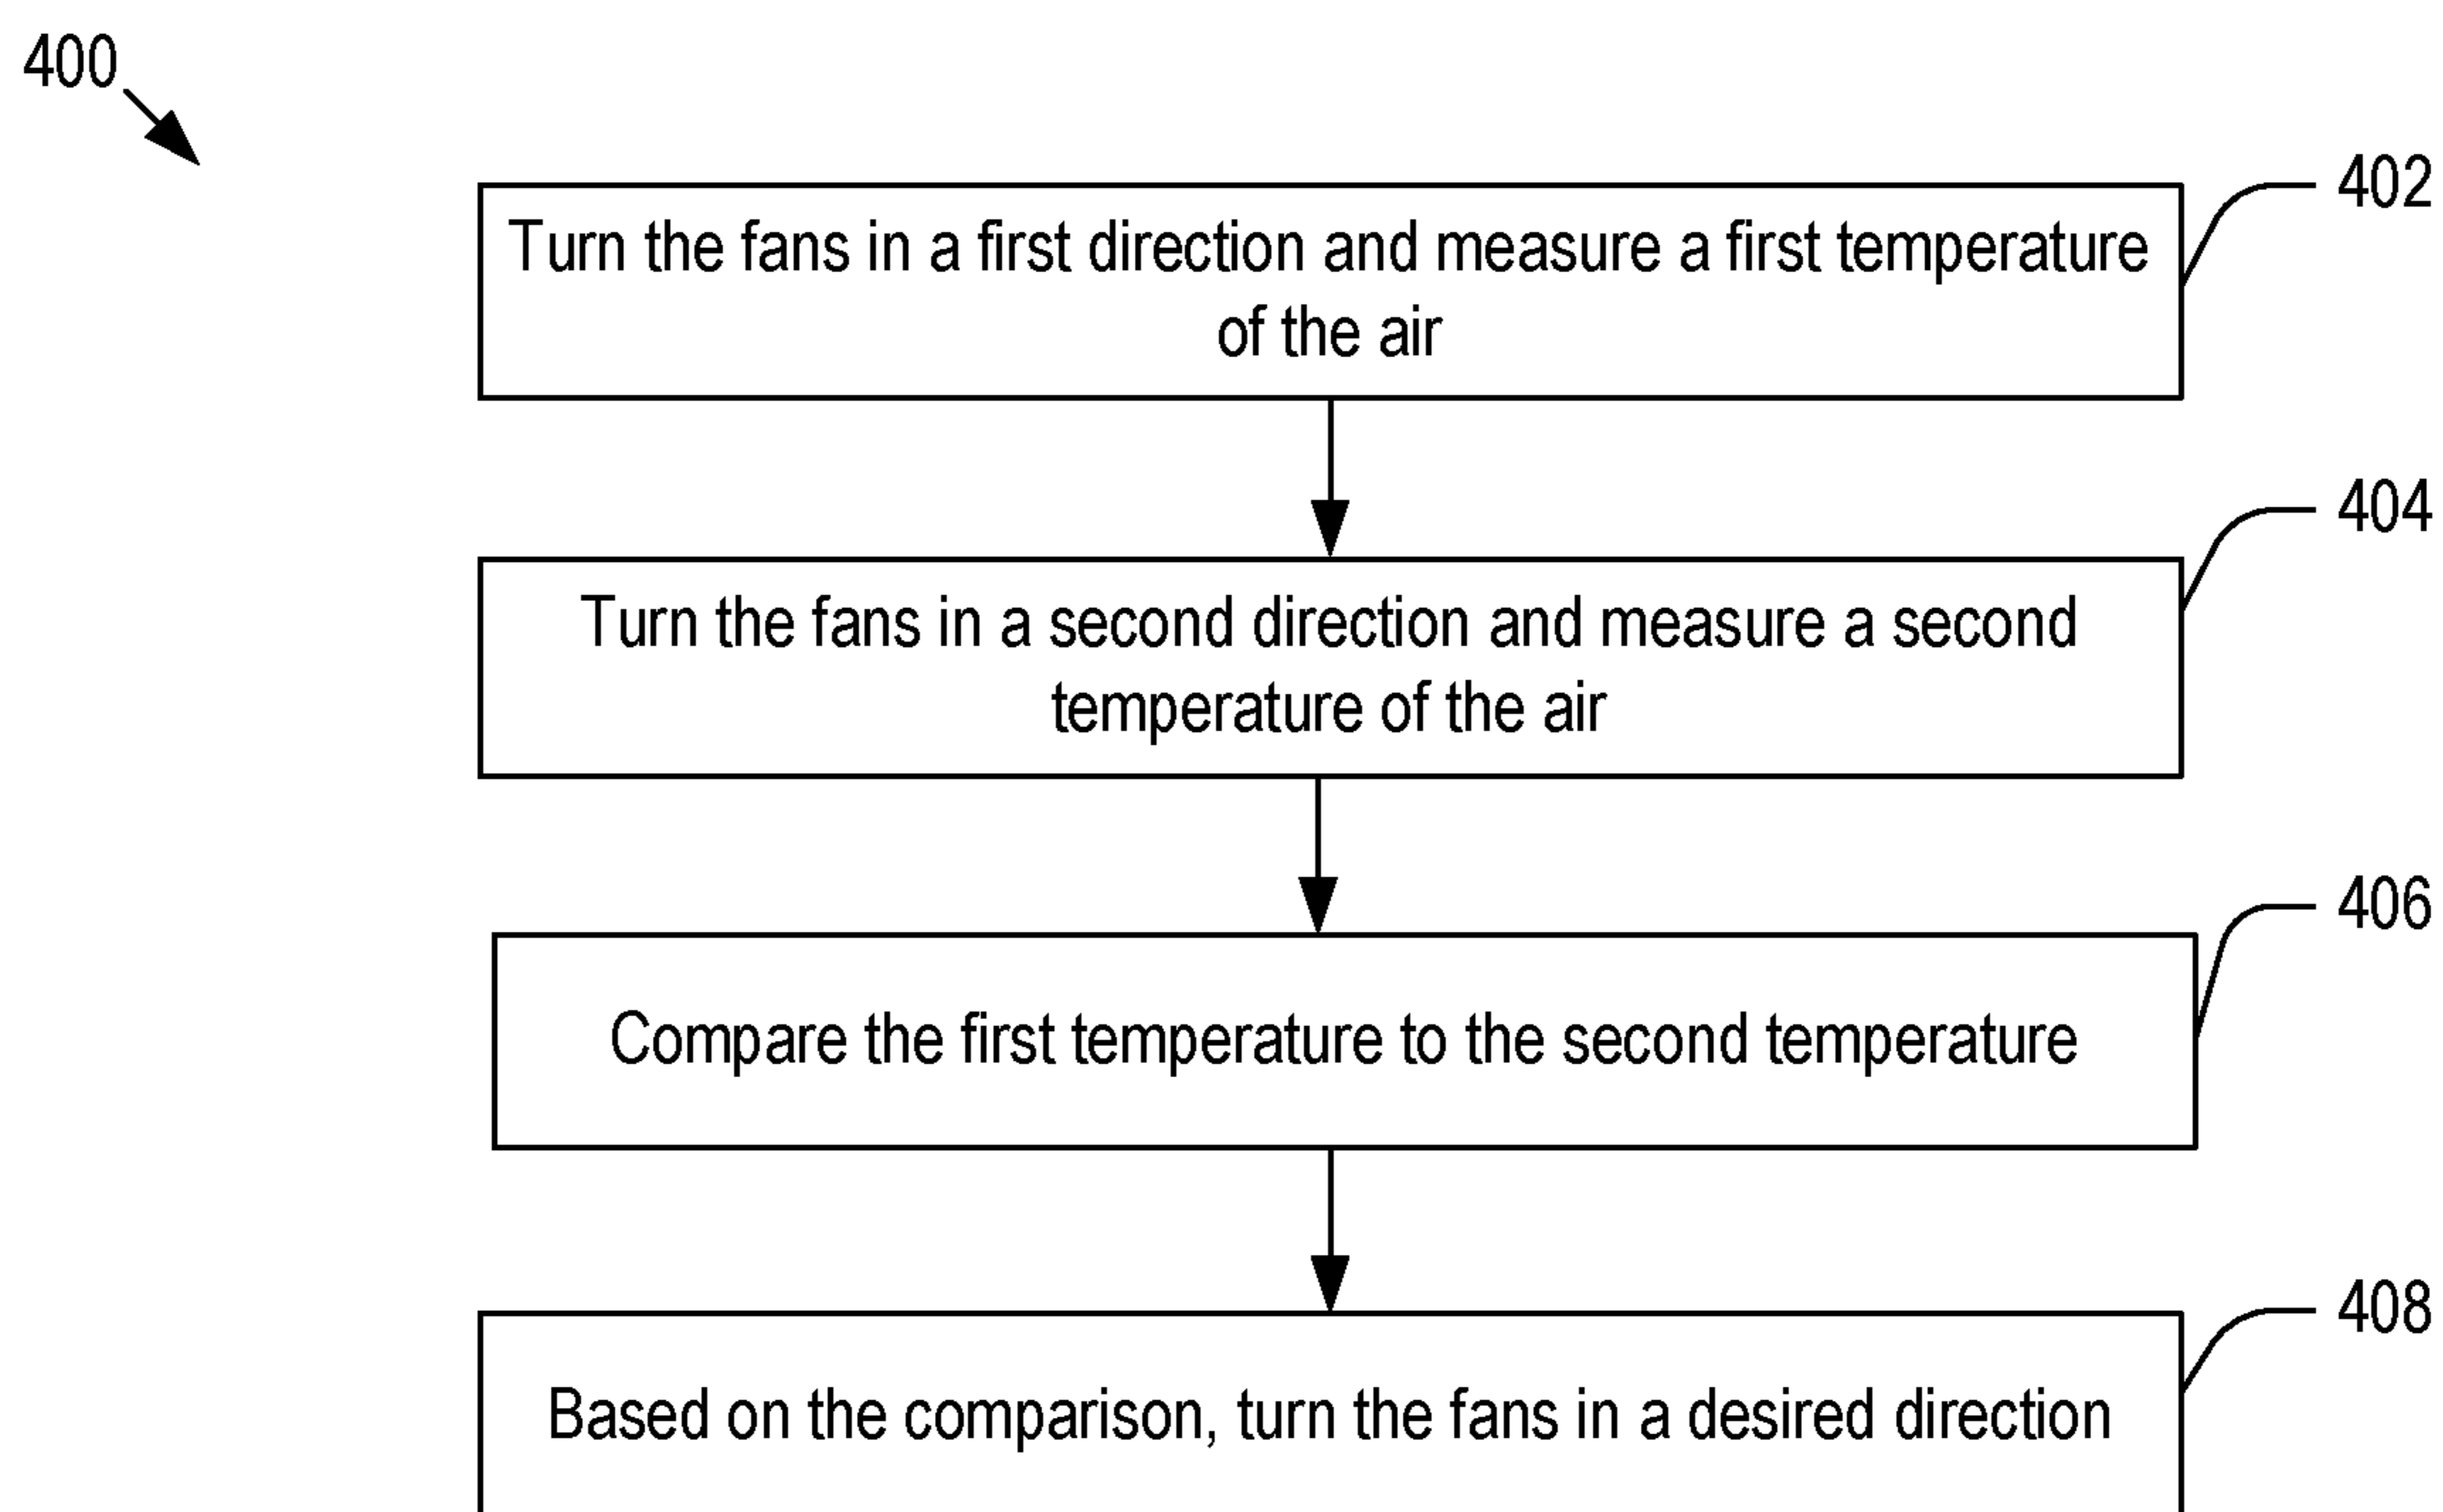 400
402
Turn the fans in a first direction and measure a first temperature
of the air
404
Turn the fans in a second direction and measure a second
temperature of the air
406
Compare the first temperature to the second temperature
408
Based on the comparison, turn the fans in a desired direction